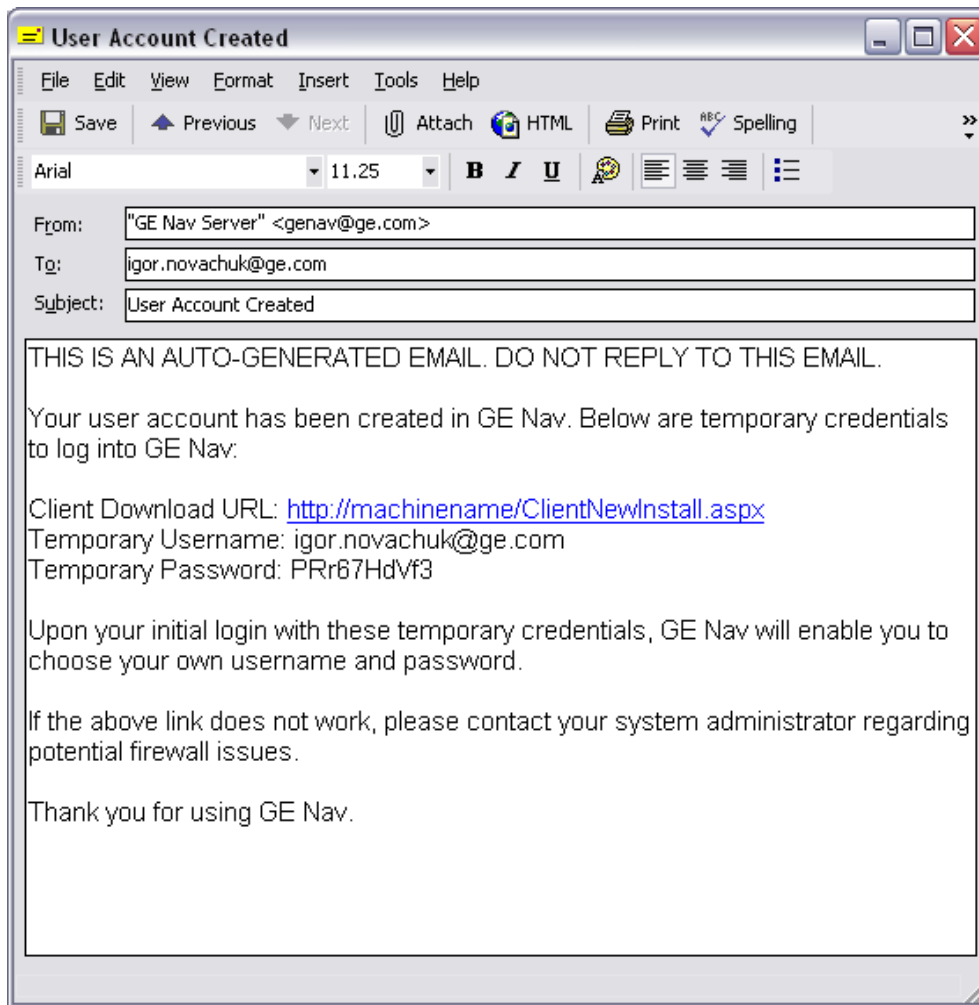 User Account Created
File Edit View Format Insert Tools Help
Save Previous Next Attach HTML Print ABC Spelling »
Arial 11.25 B I U A
From: "GE Nav Server" <genav@ge.com>
To: igor.novachuk@ge.com
Subject: User Account Created
THIS IS AN AUTO-GENERATED EMAIL. DO NOT REPLY TO THIS EMAIL.
Your user account has been created in GE Nav. Below are temporary credentials
to log into GE Nav:
Client Download URL: http://machinename/ClientNewInstall.aspx
Temporary Username: igor.novachuk@ge.com
Temporary Password: PRr67HdVf3
Upon your initial login with these temporary credentials, GE Nav will enable you to
choose your own username and password.
If the above link does not work, please contact your system administrator regarding
potential firewall issues.
Thank you for using GE Nav.